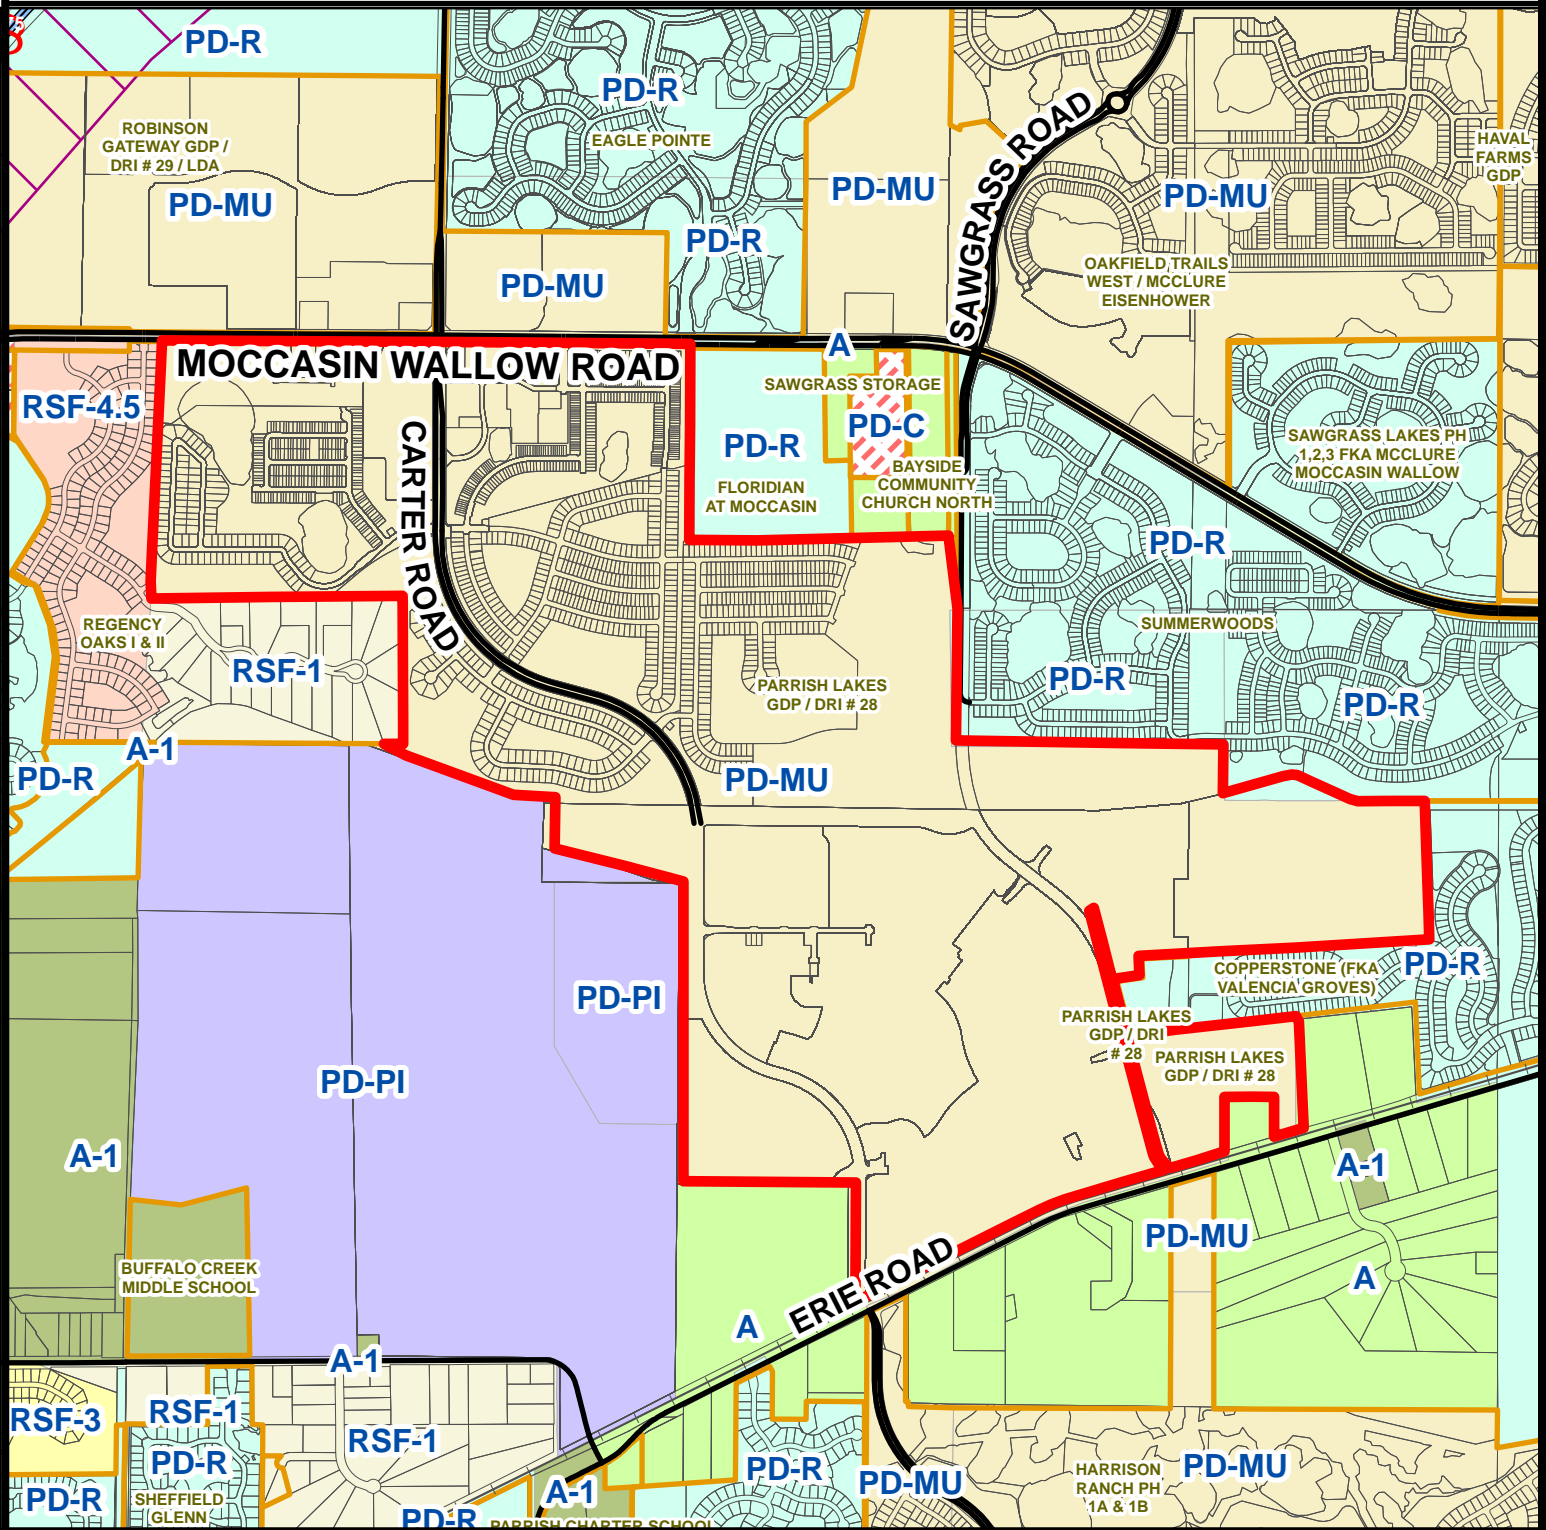 5
PD-R
PD-R
ROBINSON
GATEWAY GDP /
DRI # 29 / LDA
EAGLE POINTE
HAVAL
FARMS
GDP
PD-MU
PD-MU
PD-MU
SAWGRASS ROAD
PD-R
OAKFIELD TRAILS
WEST / MCCLURE
EISENHOWER
PD-MU
A
MOCCASIN WALLOW ROAD
SAWGRASS STORAGE
RSF-4.5
PD-C
PD-R
SAWGRASS LAKES PH
1,2,3 FKA MCCLURE
MOCCASIN WALLOW
BAYSIDE
COMMUNITY
CHURCH NORTH
FLORIDIAN
AT MOCCASIN
CARTER ROAD
PD-R
REGENCY
OAKS I & II
SUMMERWOODS
RSF-1
PD-R
PARRISH LAKES
GDP / DRI # 28
PD-R
A-1
PD-R
PD-MU
PD-R
COPPERSTONE (FKA
VALENCIA GROVES)
PD-PI
PARRISH LAKES
GDP / DRI
# 28
PARRISH LAKES
GDP / DRI # 28
PD-PI
A-1
A-1
PD-MU
BUFFALO CREEK
MIDDLE SCHOOL
ERIE ROAD
A
A
A-1
RSF-3
RSF-1
RSF-1
PD-R
PD-R
PD-MU
HARRISON
RANCH PH
1A & 1B
PD-MU
PD-R
SHEFFIELD
GLENN
A-1
PD-R
PARRISH CHARTER SCHOOL